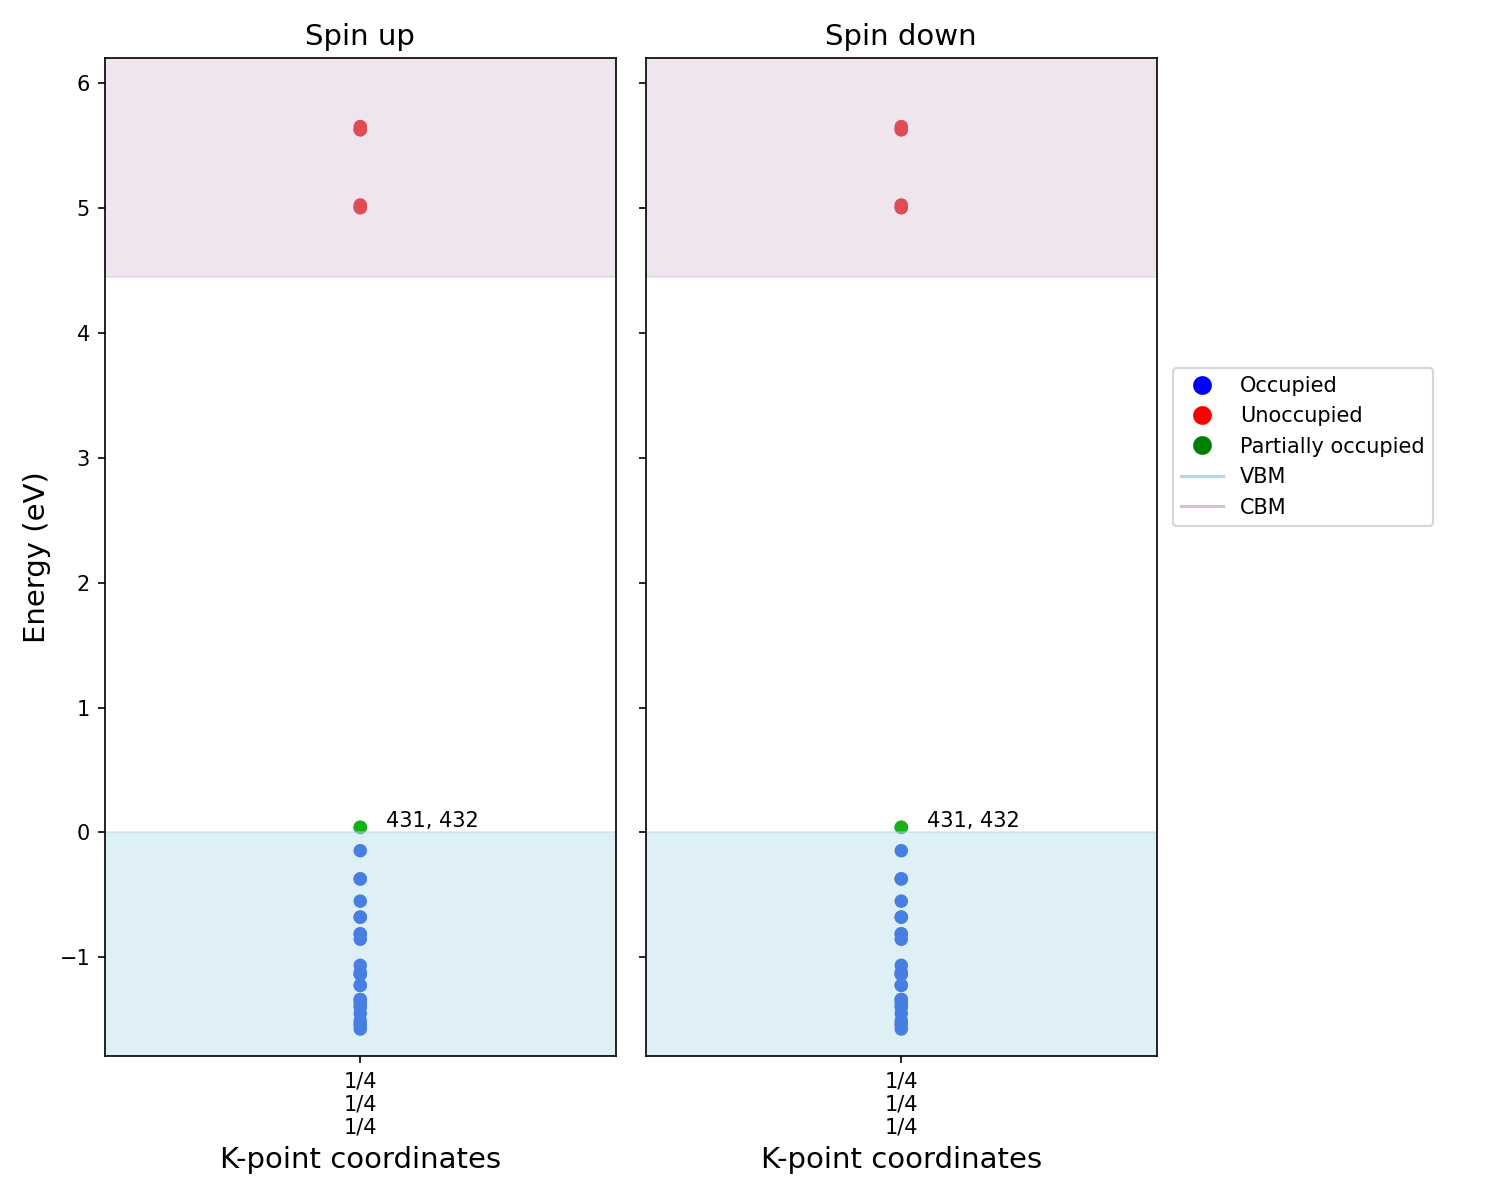 Spin up
Spin down
6
5
4
3
2
1
0
−1
Energy (eV)
431, 432
431, 432
1/4
1/4
1/4
1/4
1/4
1/4
K-point coordinates
K-point coordinates
Occupied
Unoccupied
Partially occupied
VBM
CBM